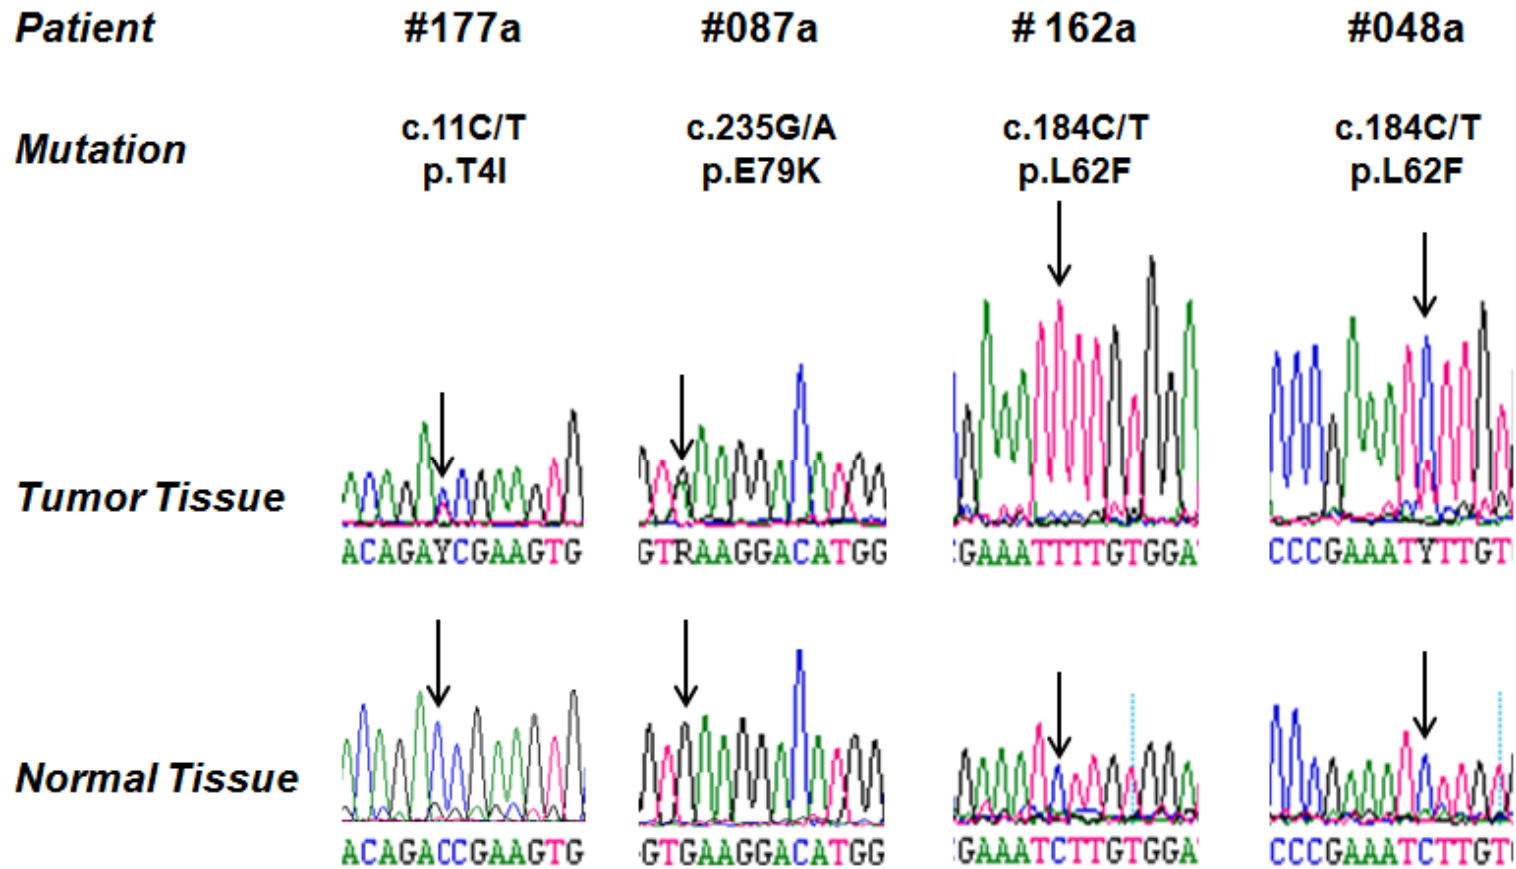 Patient #177a #087a # 162a #048a
Mutation c.11C/T c.235G/A c.184C/T c.184C/T
p.T4I p.E79K p.L62F p.L62F
Tumor Tissue
ACAGAYCGAAGTG GTRAAGGACATGG GAAATTTTGTGGA CCCGAAATYTTGT
Normal Tissue
ACAGACCGAAGTG GTGAAGGACATGG GAAATCTTGTGGA CCCGAAATCTTGT